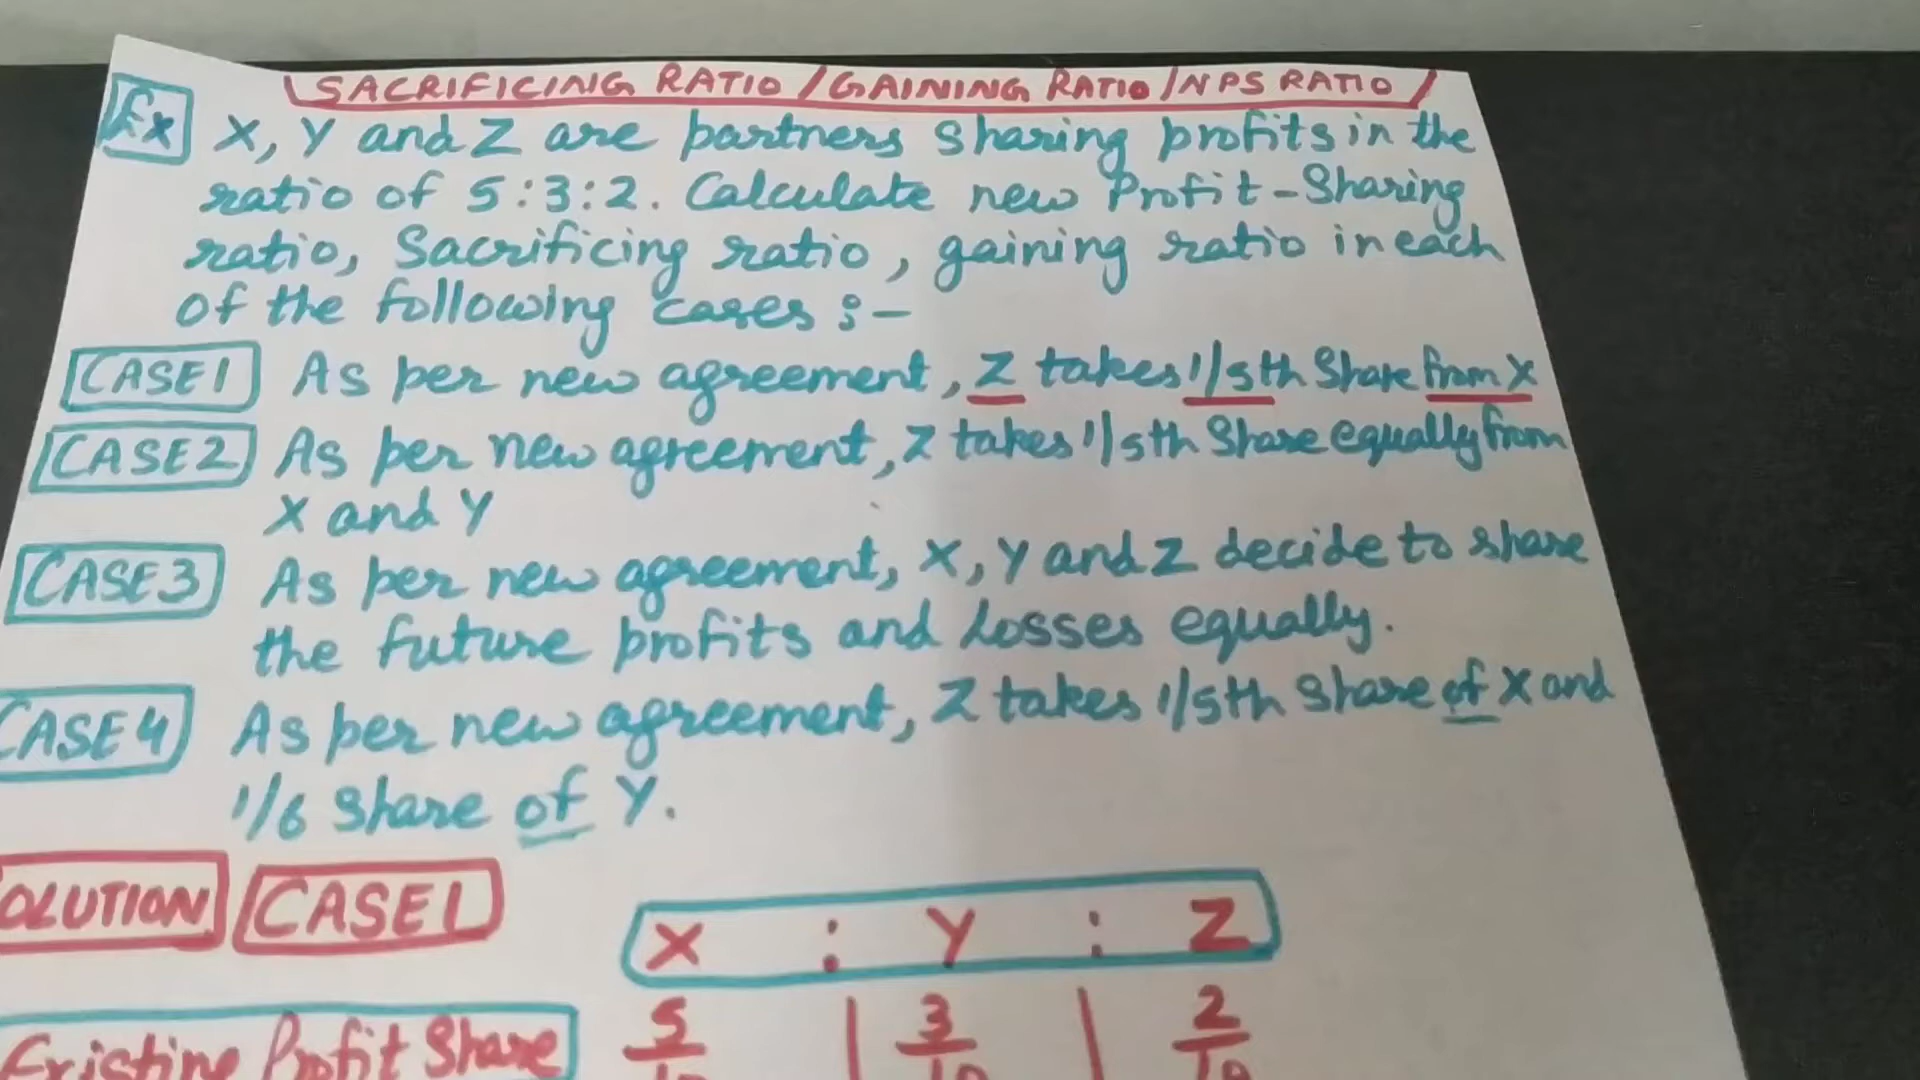 SACRIFICING RATIO / GAINING RATIO / NPS RATIO
Ex X, Y and Z are partners sharing profits in the
ratio of 5:3:2. Calculate new Profit-Sharing
ratio, Sacrificing ratio, gaining ratio in each
of the following cases :-
CASE1 As per new agreement, Z takes 1/5th Share from X
CASE2 As per new agreement, Z takes 1/5th Share equally from
X and Y
CASE3 As per new agreement, X, Y and Z decide to share
the future profits and losses equally.
CASE4 As per new agreement, Z takes 1/5th Share of X and
1/6 Share of Y.
OLUTION CASE1 X : Y : Z
Existing Profit Share 5/10 | 3/10 | 2/10